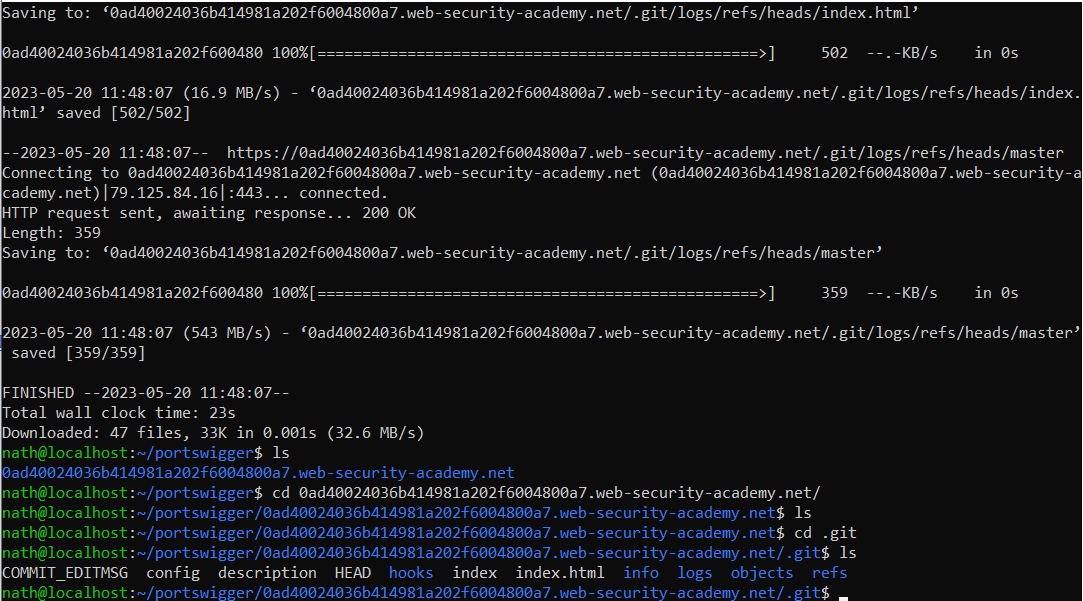 Saving to: ‘0ad40024036b414981a202f6004800a7.web-security-academy.net/.git/logs/refs/heads/index.html’
0ad40024036b414981a202f600480 100%[=================================================>]     502  --.-KB/s    in 0s
2023-05-20 11:48:07 (16.9 MB/s) - ‘0ad40024036b414981a202f6004800a7.web-security-academy.net/.git/logs/refs/heads/index.
html’ saved [502/502]
--2023-05-20 11:48:07--  https://0ad40024036b414981a202f6004800a7.web-security-academy.net/.git/logs/refs/heads/master
Connecting to 0ad40024036b414981a202f6004800a7.web-security-academy.net (0ad40024036b414981a202f6004800a7.web-security-a
cademy.net)|79.125.84.16|:443... connected.
HTTP request sent, awaiting response... 200 OK
Length: 359
Saving to: ‘0ad40024036b414981a202f6004800a7.web-security-academy.net/.git/logs/refs/heads/master’
0ad40024036b414981a202f600480 100%[=================================================>]     359  --.-KB/s    in 0s
2023-05-20 11:48:07 (543 MB/s) - ‘0ad40024036b414981a202f6004800a7.web-security-academy.net/.git/logs/refs/heads/master’
 saved [359/359]
FINISHED --2023-05-20 11:48:07--
Total wall clock time: 23s
Downloaded: 47 files, 33K in 0.001s (32.6 MB/s)
nath@localhost:~/portswigger$ ls
0ad40024036b414981a202f6004800a7.web-security-academy.net
nath@localhost:~/portswigger$ cd 0ad40024036b414981a202f6004800a7.web-security-academy.net/
nath@localhost:~/portswigger/0ad40024036b414981a202f6004800a7.web-security-academy.net$ ls
nath@localhost:~/portswigger/0ad40024036b414981a202f6004800a7.web-security-academy.net$ cd .git
nath@localhost:~/portswigger/0ad40024036b414981a202f6004800a7.web-security-academy.net/.git$ ls
COMMIT_EDITMSG  config  description  HEAD  hooks  index  index.html  info  logs  objects  refs
nath@localhost:~/portswigger/0ad40024036b414981a202f6004800a7.web-security-academy.net/.git$